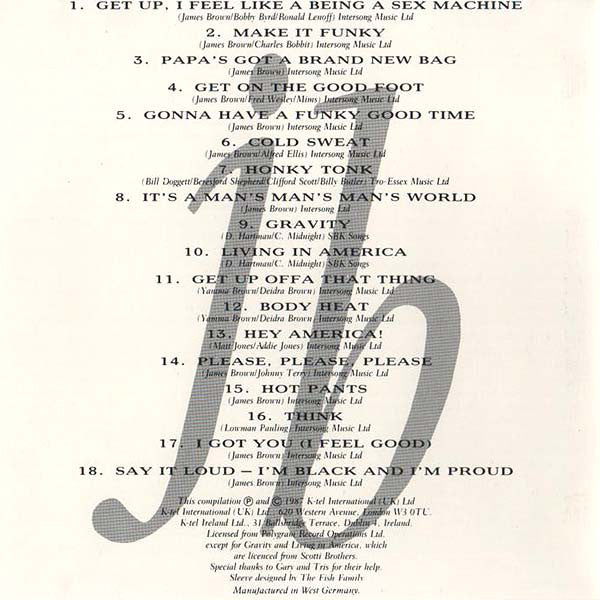 1. GET UP, I FEEL LIKE A BEING A SEX MACHINE
(James Brown/Bobby Byrd/Ronald Lenoff) Intersong Music Ltd
2. MAKE IT FUNKY
(James Brown/Charles Bobbit) Intersong Music Ltd
3. PAPA'S GOT A BRAND NEW BAG
(James Brown) Intersong Music Ltd
4. GET ON THE GOOD FOOT
(James Brown/Fred Wesley/Mims) Intersong Music Ltd
5. GONNA HAVE A FUNKY GOOD TIME
(James Brown) Intersong Music Ltd
6. COLD SWEAT
(James Brown/Alfred Ellis) Intersong Music Ltd
7. HONKY TONK
(Bill Doggett/Beresford Shepherd/Clifford Scott/Billy Butler) Tro-Essex Music Ltd
8. IT'S A MAN'S MAN'S MAN'S WORLD
(James Brown) Intersong Ltd
9. GRAVITY
(D. Hartman/C. Midnight) SBK Songs
10. LIVING IN AMERICA
(D. Hartman/C. Midnight) SBK Songs
11. GET UP OFFA THAT THING
(Yamma Brown/Deidra Brown) Intersong Music Ltd
12. BODY HEAT
(Yamma Brown/Deidra Brown) Intersong Music Ltd
13. HEY AMERICA!
(Matt Jones/Addie Jones) Intersong Music Ltd
14. PLEASE, PLEASE, PLEASE
(James Brown/Johnny Terry) Intersong Music Ltd
15. HOT PANTS
(James Brown) Intersong Music Ltd
16. THINK
(Lowman Pauling) Intersong Music Ltd
17. I GOT YOU (I FEEL GOOD)
(James Brown) Intersong Music Ltd
18. SAY IT LOUD – I'M BLACK AND I'M PROUD
(James Brown) Intersong Music Ltd
This compilation ℗ and © 1987 K-tel International (UK) Ltd
K-tel International (UK) Ltd., 620 Western Avenue, London W3 0TU.
K-tel Ireland Ltd., 31 Ballsbridge Terrace, Dublin 4, Ireland.
Licensed from Polygram Record Operations Ltd.
except for Gravity and Living in America, which
are licenced from Scotti Brothers.
Special thanks to Gary and Tris for their help.
Sleeve designed by The Fish Family
Manufactured in West Germany.
jb